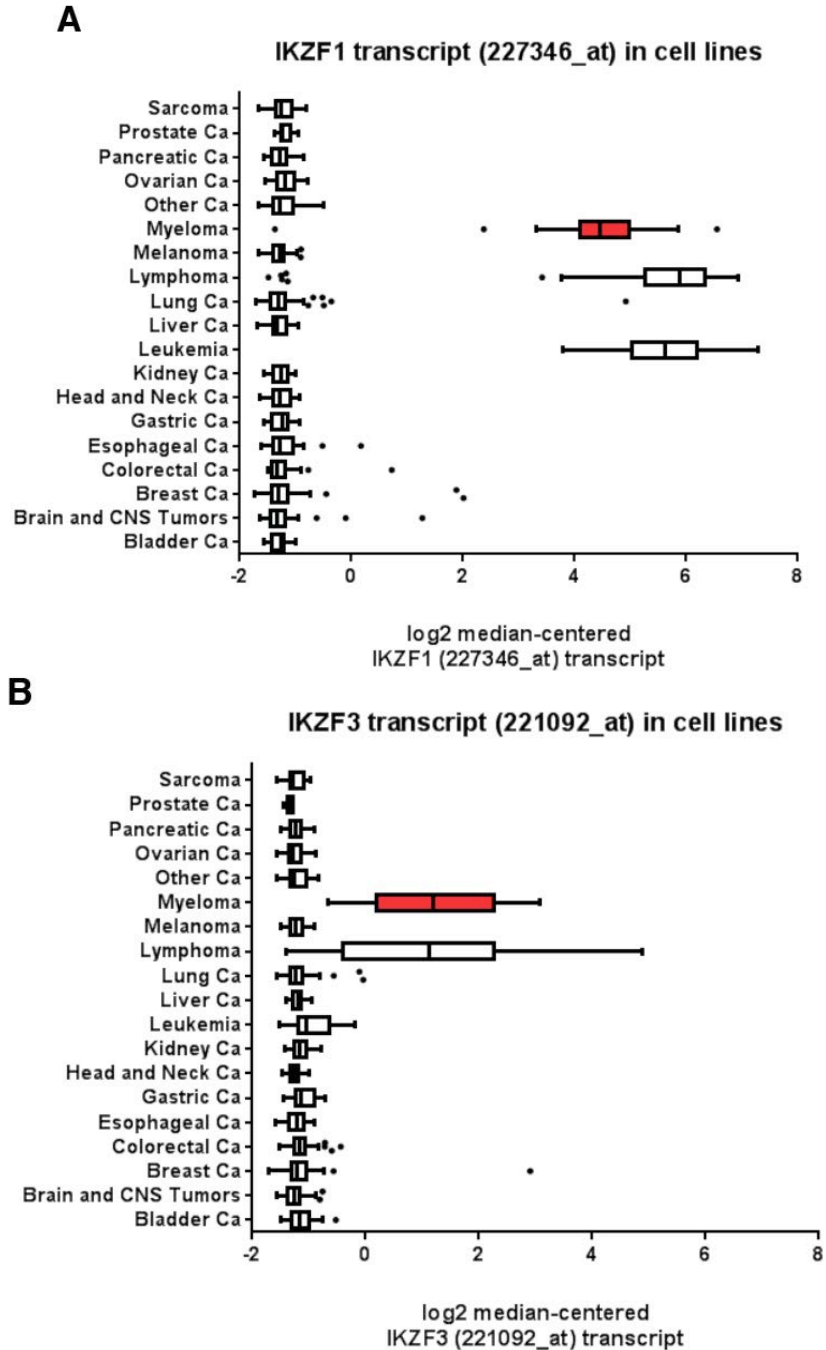 A
IKZF1 transcript (227346_at) in cell lines
Sarcoma
Prostate Ca
Pancreatic Ca
Ovarian Ca
Other Ca
Myeloma
Melanoma
Lymphoma
Lung Ca
Liver Ca
Leukemia
Kidney Ca
Head and Neck Ca
Gastric Ca
Esophageal Ca
Colorectal Ca
Breast Ca
Brain and CNS Tumors
Bladder Ca
-2 0 2 4 6 8
log2 median-centered
IKZF1 (227346_at) transcript
B
IKZF3 transcript (221092_at) in cell lines
Sarcoma
Prostate Ca
Pancreatic Ca
Ovarian Ca
Other Ca
Myeloma
Melanoma
Lymphoma
Lung Ca
Liver Ca
Leukemia
Kidney Ca
Head and Neck Ca
Gastric Ca
Esophageal Ca
Colorectal Ca
Breast Ca
Brain and CNS Tumors
Bladder Ca
-2 0 2 4 6 8
log2 median-centered
IKZF3 (221092_at) transcript